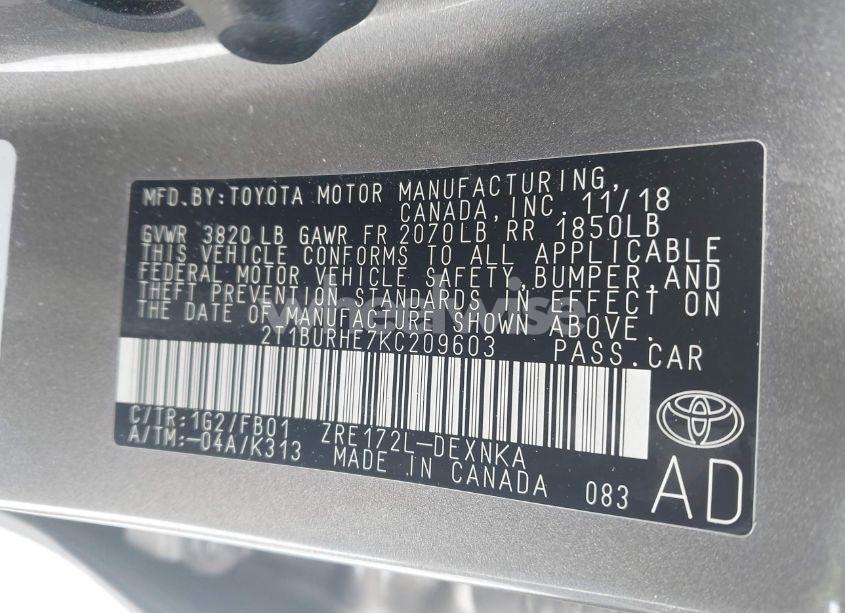 MFD.BY:TOYOTA MOTOR MANUFACTURING,
CANADA,INC. 11/18
GVWR 3820 LB GAWR FR 2070LB RR 1850LB
THIS VEHICLE CONFORMS TO ALL APPLICABLE
FEDERAL MOTOR VEHICLE SAFETY,BUMPER,AND
THEFT PREVENTION STANDARDS IN EFFECT ON
THE DATE OF MANUFACTURE SHOWN ABOVE.
2T1BURHE7KC209603 PASS.CAR
C/TR:1G2/FB01 ZRE172L-DEXNKA
A/TM:-04A/K313 MADE IN CANADA 083
AD